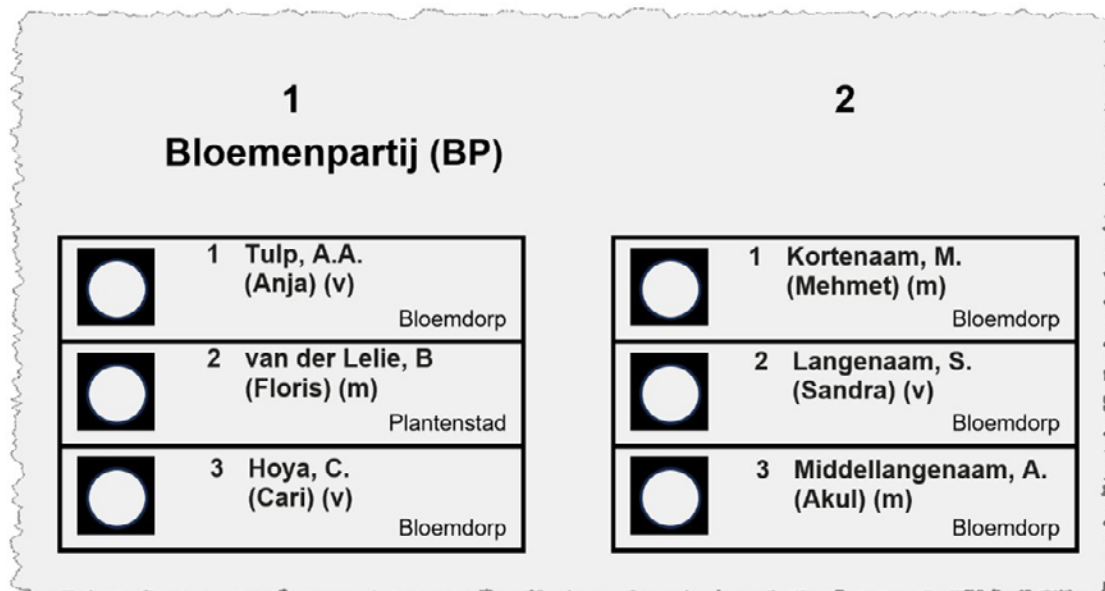 1
Bloemenpartij (BP)
1 Tulp, A.A.
(Anja) (v)
Bloemdorp
2 van der Lelie, B
(Floris) (m)
Plantenstad
3 Hoya, C.
(Cari) (v)
Bloemdorp
2
1 Kortenaam, M.
(Mehmet) (m)
Bloemdorp
2 Langenaam, S.
(Sandra) (v)
Bloemdorp
3 Middellangenaam, A.
(Akul) (m)
Bloemdorp